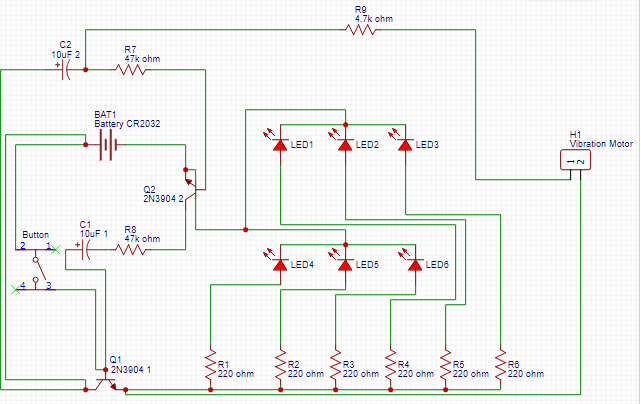 R9
4.7k ohm
C2
10uF 2
R7
47k ohm
+
BAT1
Battery CR2032
H1
Vibration Motor
1
2
LED1
LED2
LED3
Q2
2N3904 2
C1
10uF 1
R8
47k ohm
+
Button
2
1
4
3
LED4
LED5
LED6
Q1
2N3904 1
R1
220 ohm
R2
220 ohm
R3
220 ohm
R4
220 ohm
R5
220 ohm
R6
220 ohm